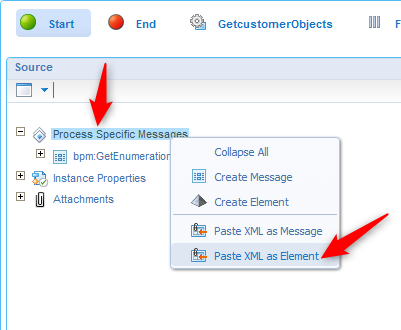 Start
End
GetcustomerObjects
F
Source
Process Specific Messages
bpm:GetEnumeration
Instance Properties
Attachments
Collapse All
Create Message
Create Element
Paste XML as Message
Paste XML as Element